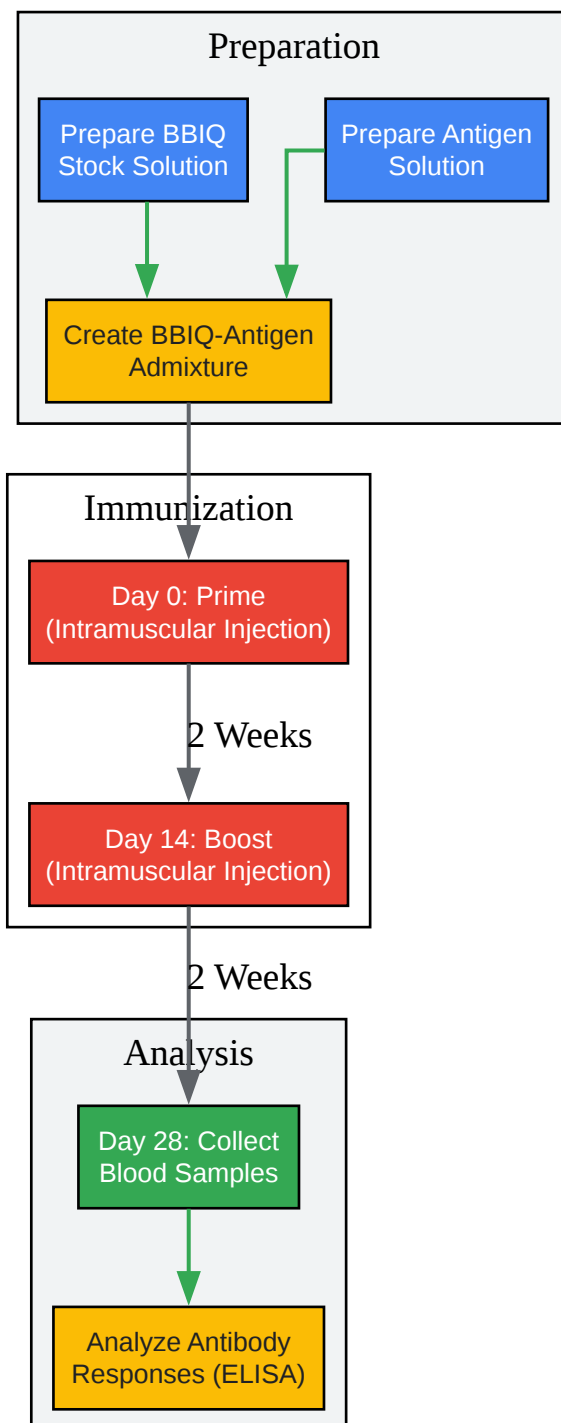 Preparation
Prepare BBIQ
Stock Solution
Prepare Antigen
Solution
Create BBIQ-Antigen
Admixture
Immunization
Day 0: Prime
(Intramuscular Injection)
2 Weeks
Day 14: Boost
(Intramuscular Injection)
2 Weeks
Analysis
Day 28: Collect
Blood Samples
Analyze Antibody
Responses (ELISA)